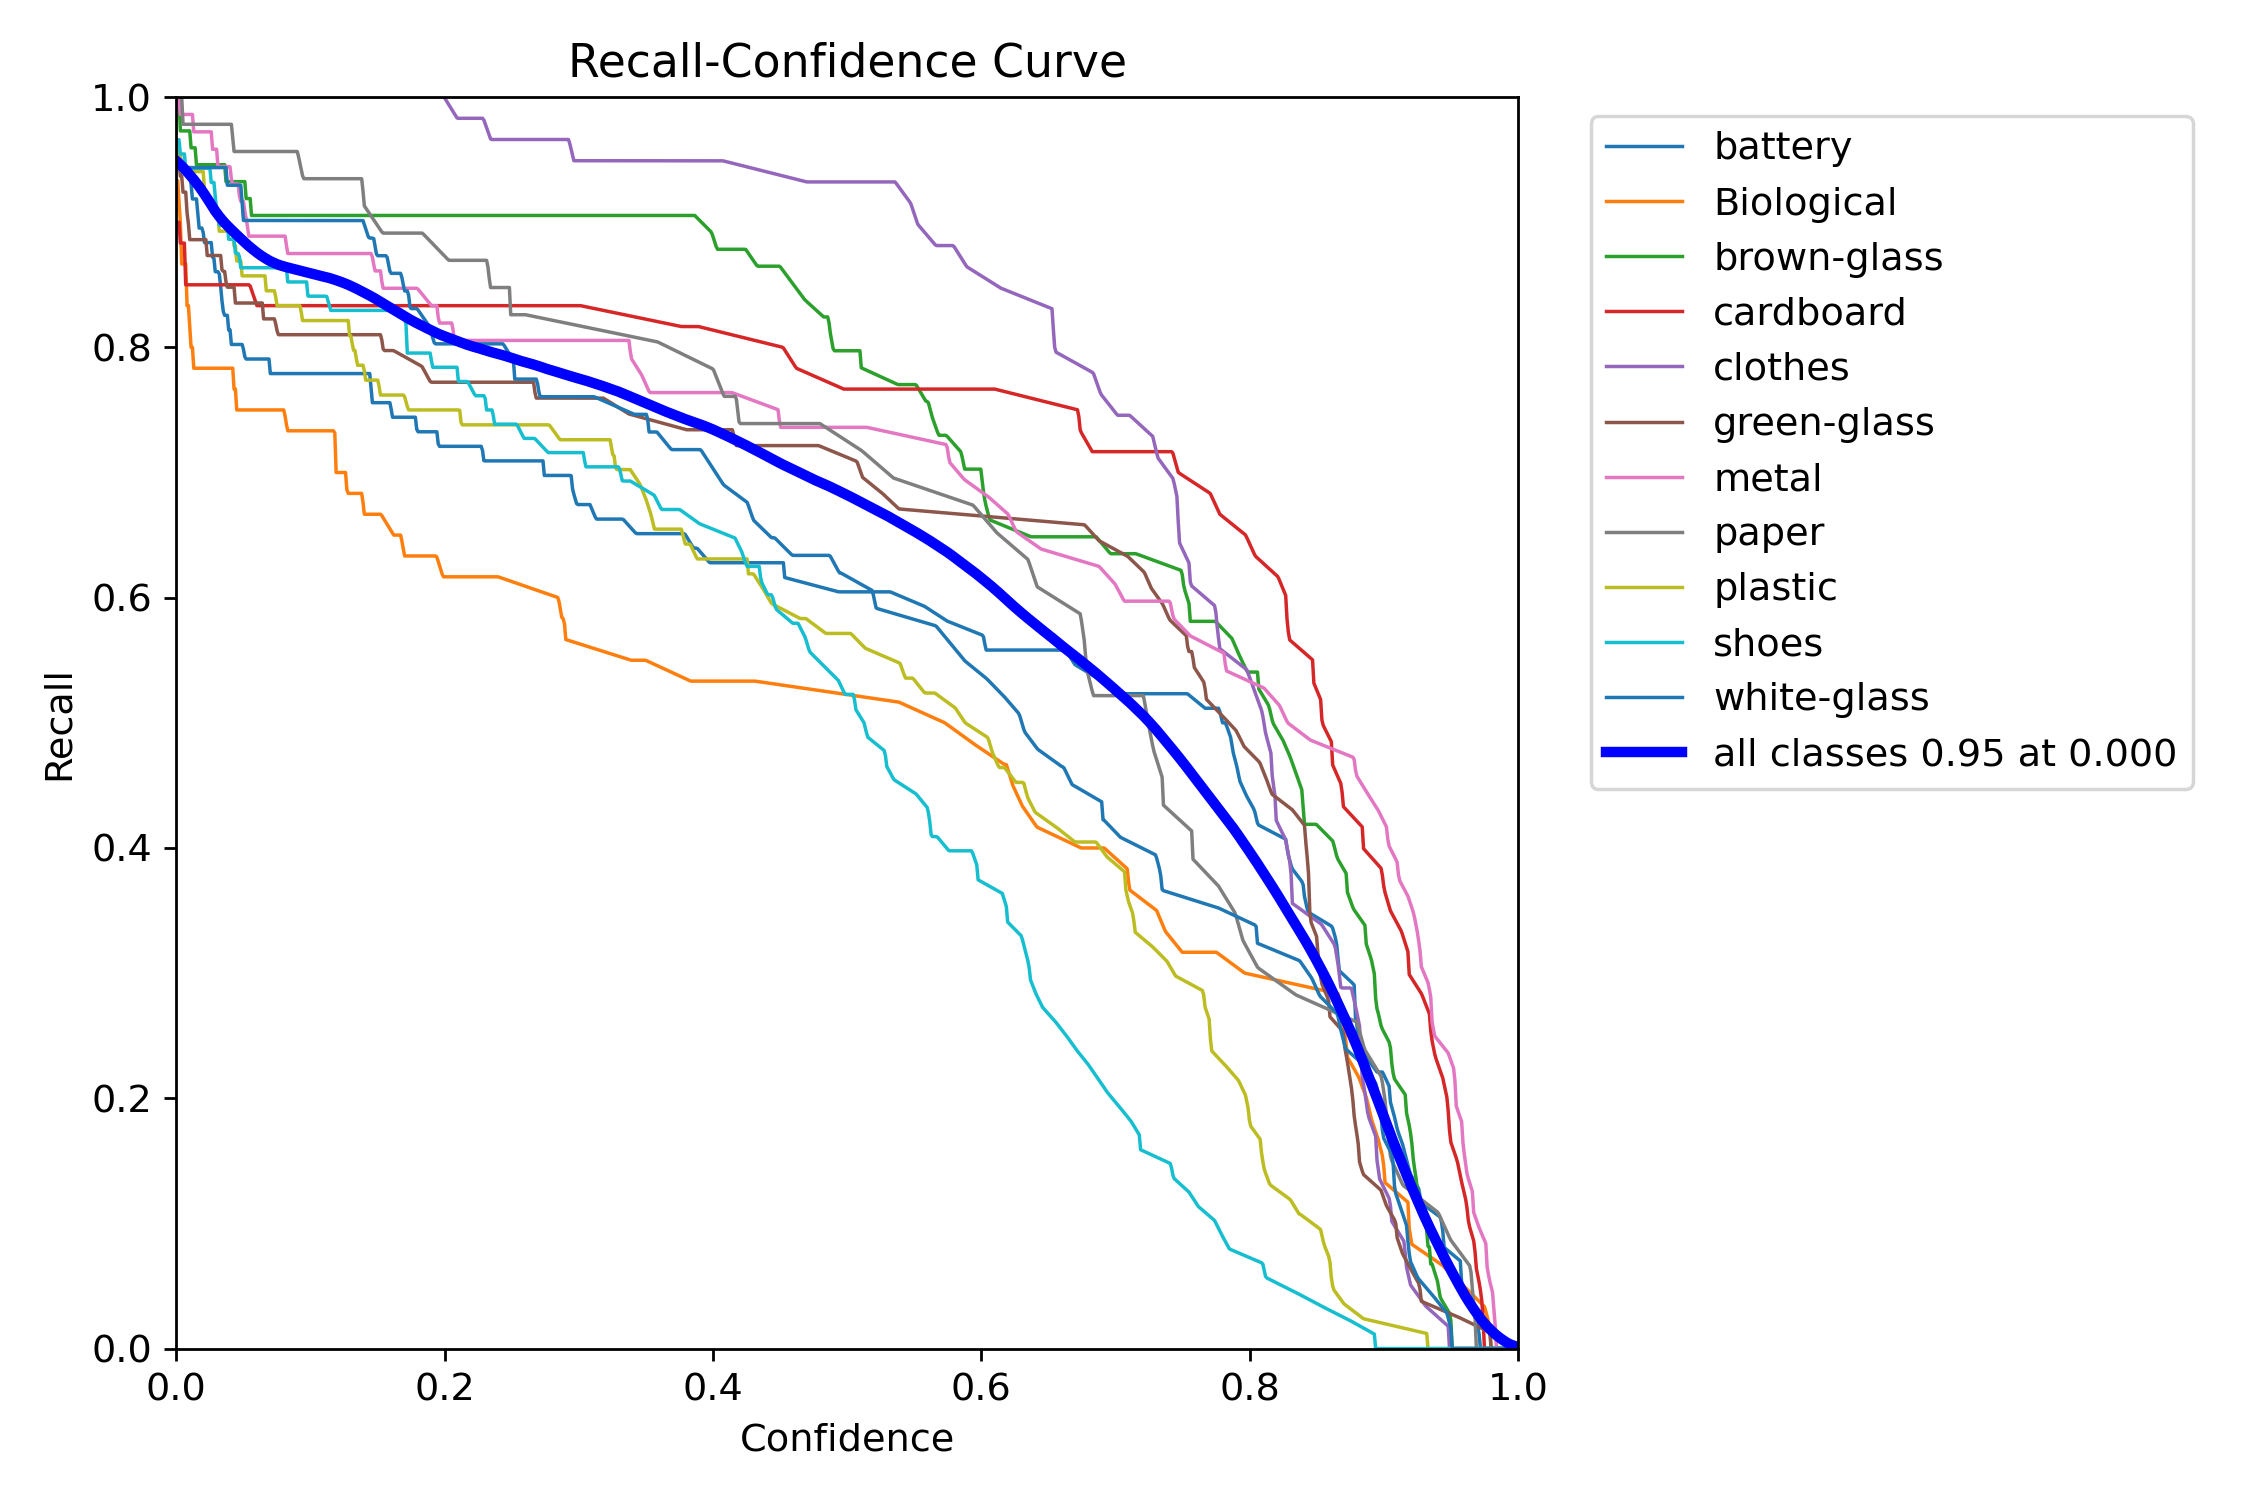 Recall-Confidence Curve
1.0
0.8
0.6
0.4
0.2
0.0
Recall
0.0 0.2 0.4 0.6 0.8 1.0
Confidence
battery
Biological
brown-glass
cardboard
clothes
green-glass
metal
paper
plastic
shoes
white-glass
all classes 0.95 at 0.000